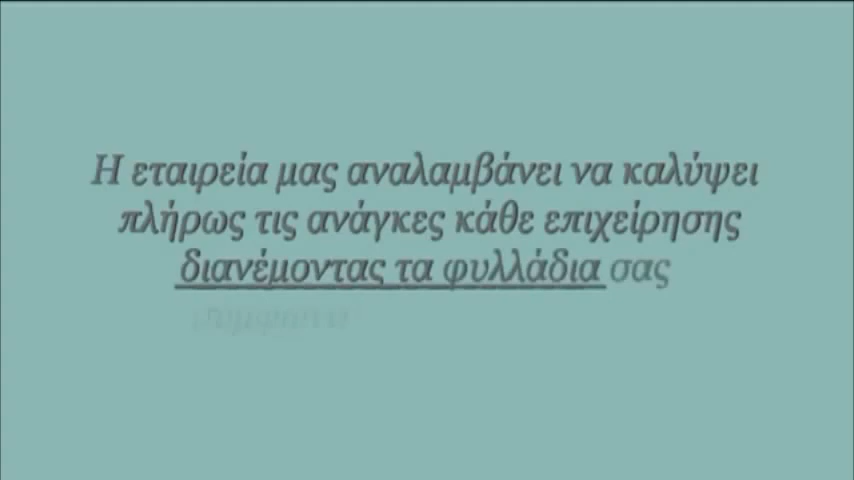 Η εταιρεία μας αναλαμβάνει να καλύψει
πλήρως τις ανάγκες κάθε επιχείρησης
διανέμοντας τα φυλλάδια σας